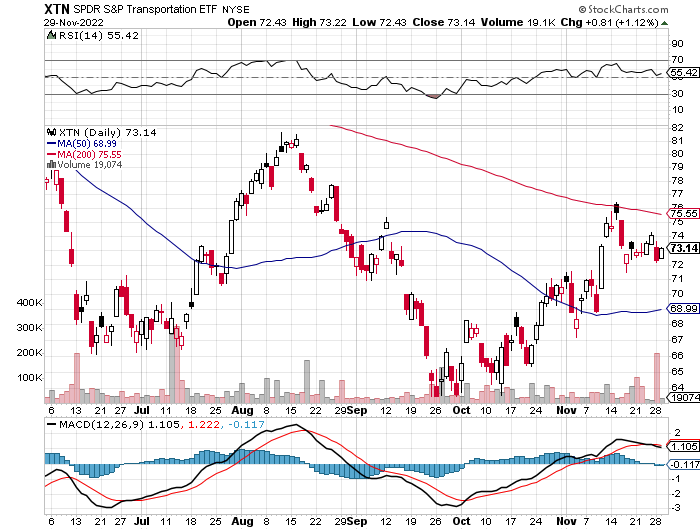 XTN SPDR S&P Transportation ETF NYSE © StockCharts.com
29-Nov-2022 Open 72.43 High 73.22 Low 72.43 Close 73.14 Volume 19.1K Chg +0.81 (+1.12%)
RSI(14) 55.42
90
70
55.42
50
30
10
XTN (Daily) 73.14
MA(50) 68.99
MA(200) 75.55
Volume 19,074
82
81
80
79
78
77
76
75.55
74
73.14
72
71
70
68.99
68
67
66
65
64
19074
400K
300K
200K
100K
6 13 21 27 Jul 11 18 25 Aug 8 15 22 29 Sep 12 19 26 Oct 10 17 24 Nov 7 14 21 28
MACD(12,26,9) 1.105, 1.222, -0.117
2
1.105
-0.117
-1
-2
-3
6 13 21 27 Jul 11 18 25 Aug 8 15 22 29 Sep 12 19 26 Oct 10 17 24 Nov 7 14 21 28